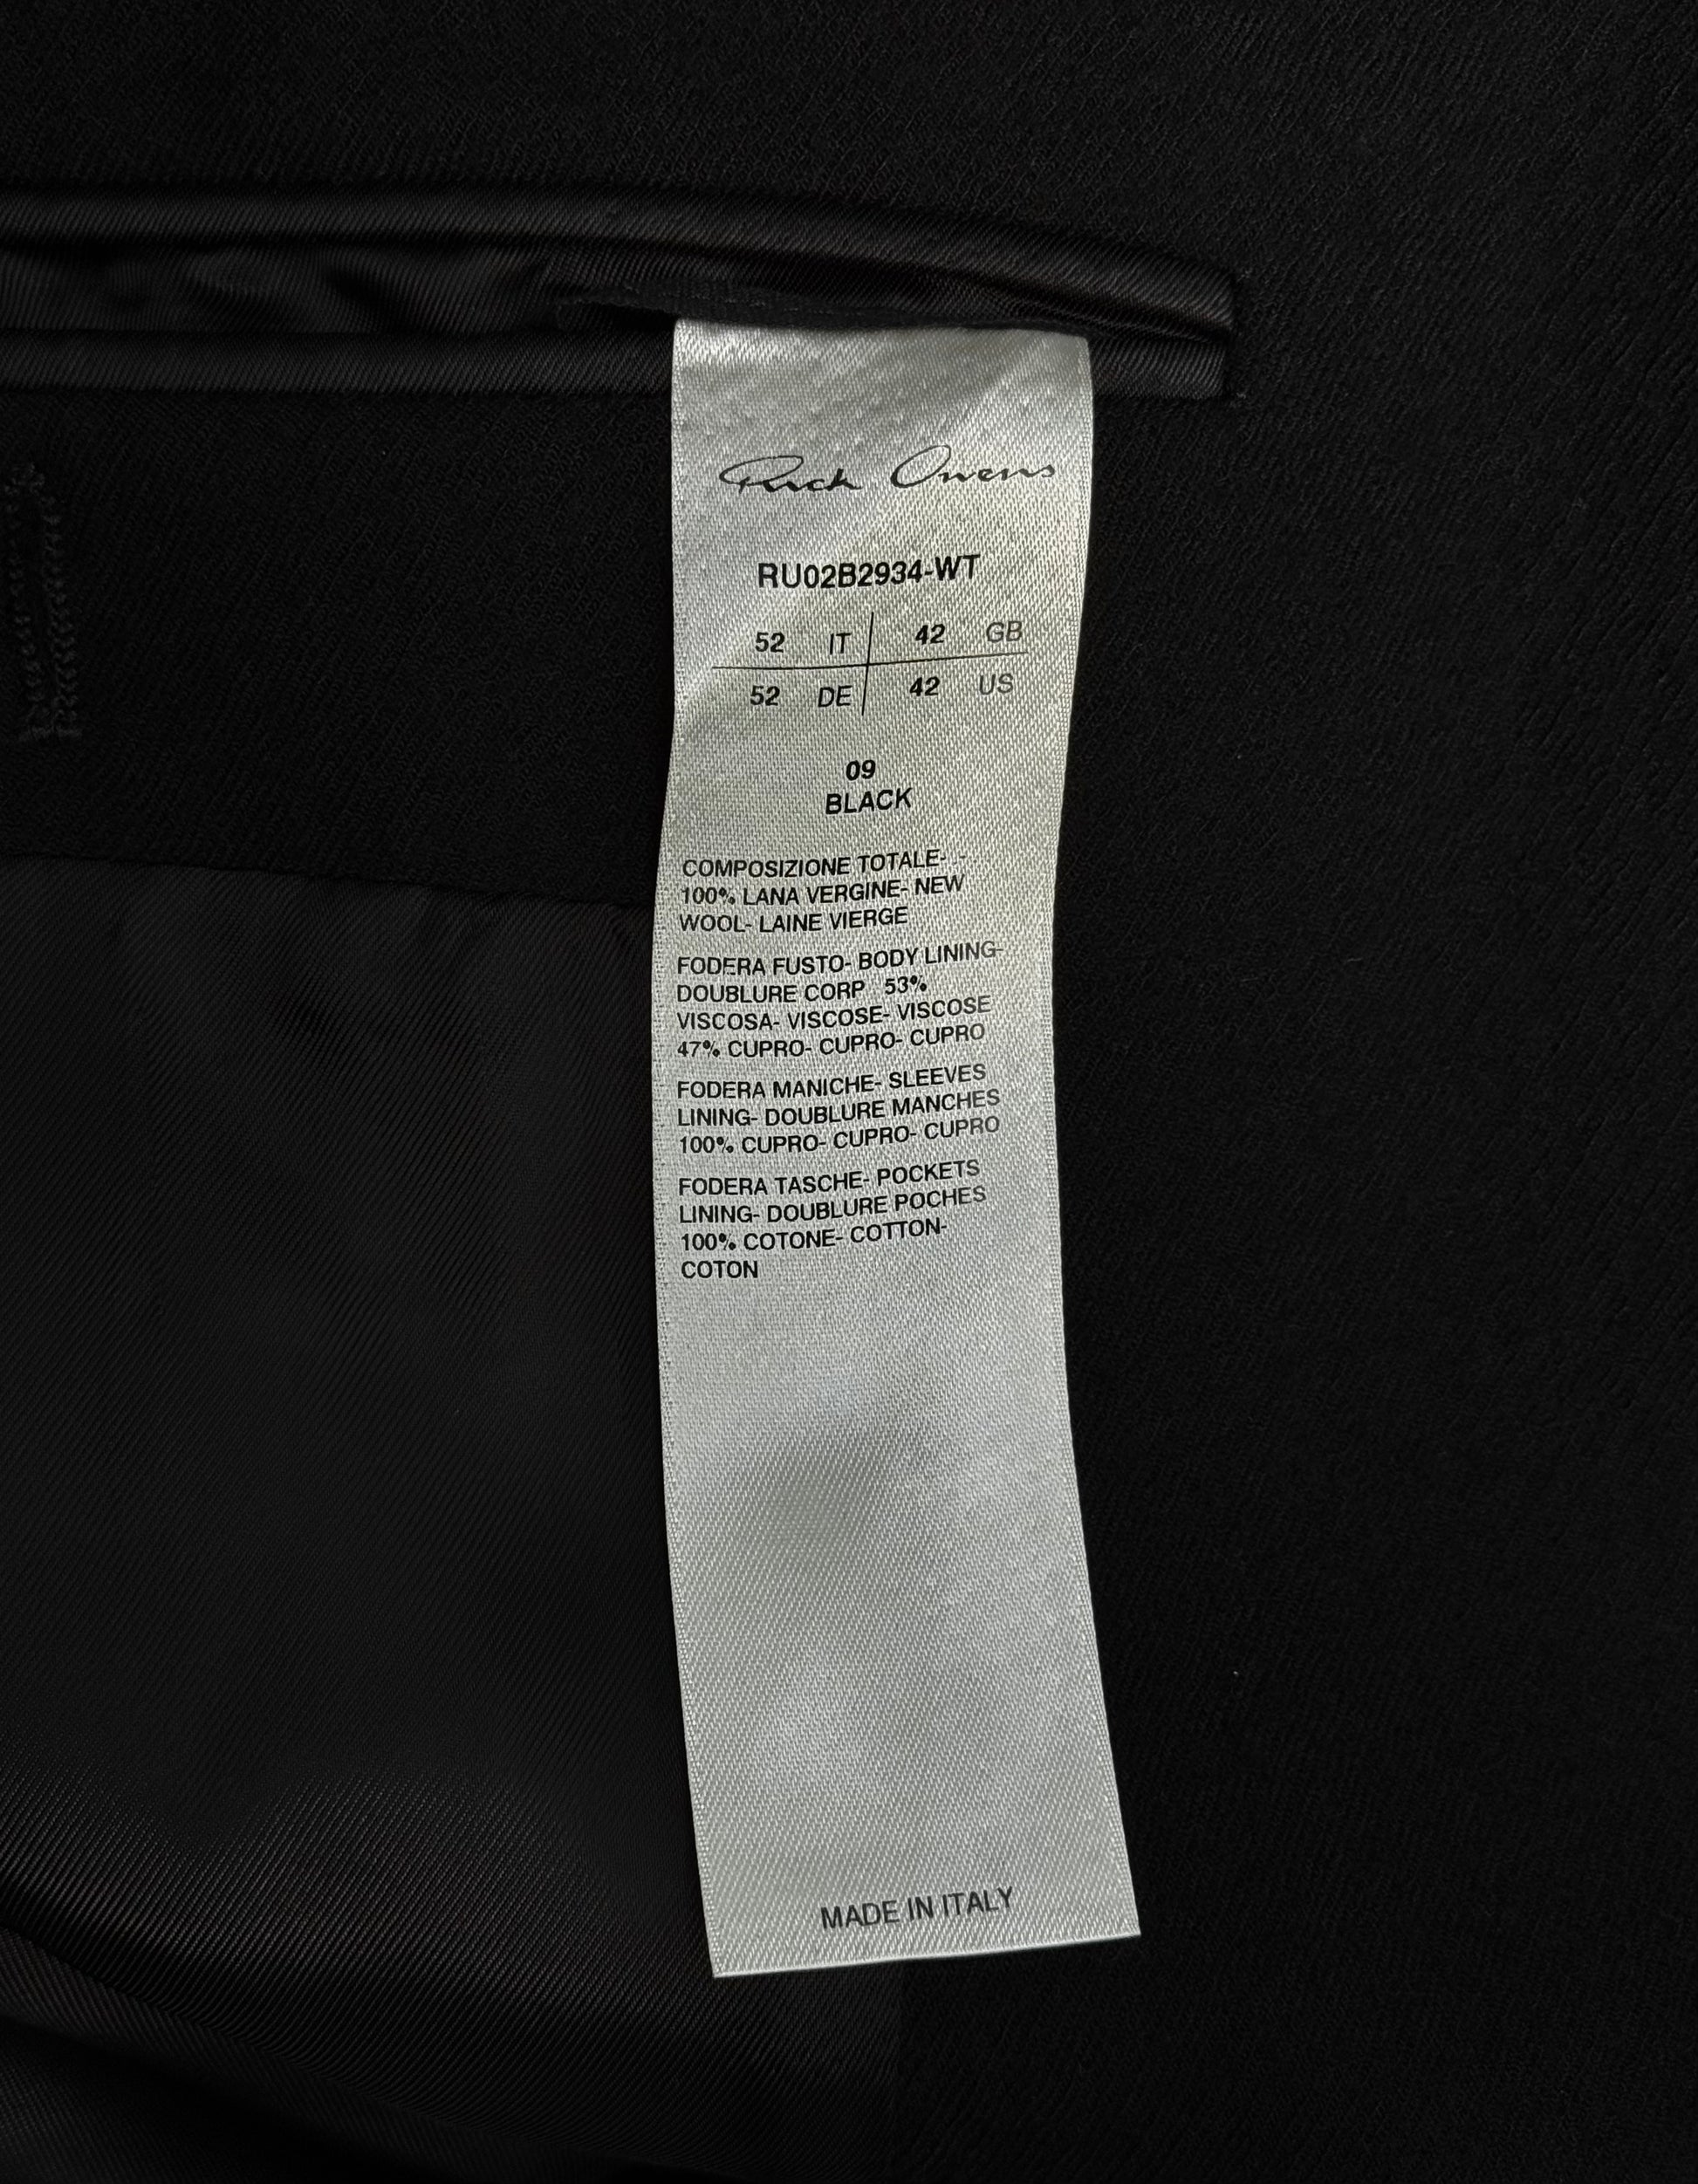 Rick Owens
RU02B2934-WT
52 IT 42 GB
52 DE 42 US
09
BLACK
COMPOSIZIONE TOTALE- -
100% LANA VERGINE- NEW
WOOL- LAINE VIERGE
FODERA FUSTO- BODY LINING-
DOUBLURE CORP 53%
VISCOSA- VISCOSE- VISCOSE
47% CUPRO- CUPRO- CUPRO
FODERA MANICHE- SLEEVES
LINING- DOUBLURE MANCHES
100% CUPRO- CUPRO- CUPRO
FODERA TASCHE- POCKETS
LINING- DOUBLURE POCHES
100% COTONE- COTTON-
COTON
MADE IN ITALY